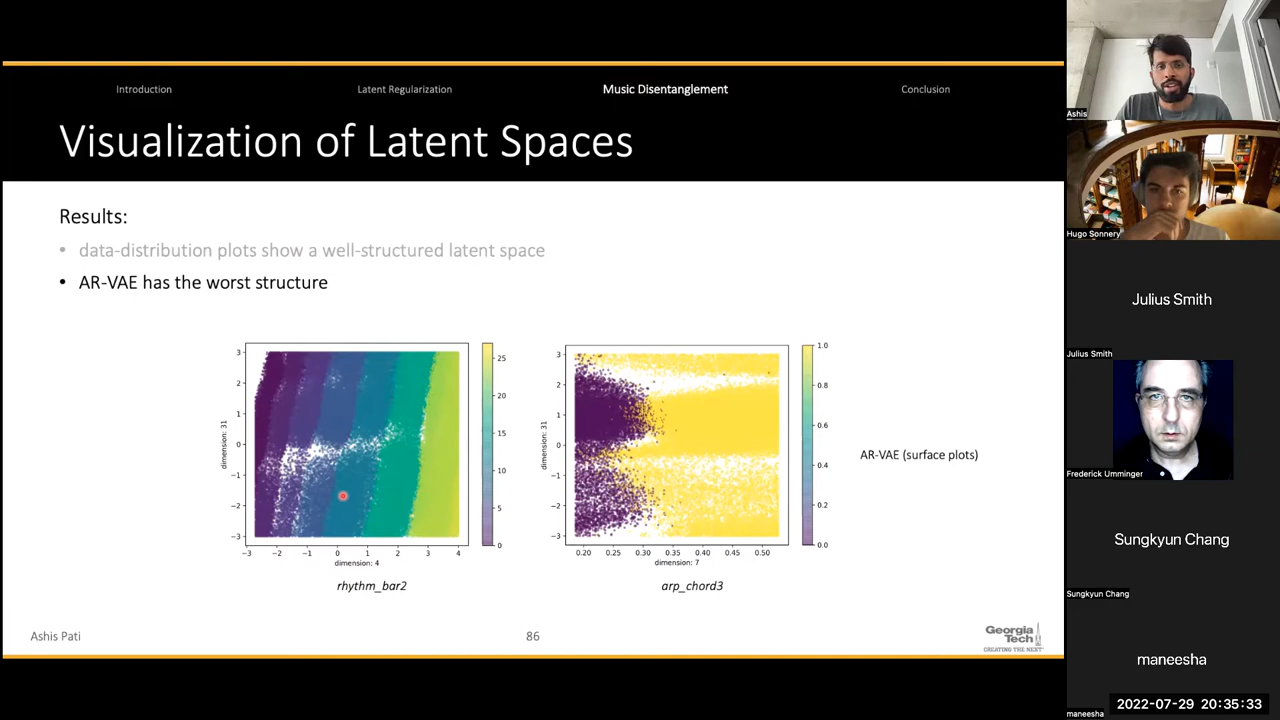 Introduction
Latent Regularization
Music Disentanglement
Conclusion
Visualization of Latent Spaces
Results:
• data-distribution plots show a well-structured latent space
• AR-VAE has the worst structure
3
2
1
0
−1
−2
−3
dimension: 31
−3 −2 −1 0 1 2 3 4
dimension: 4
25
20
15
10
5
0
rhythm_bar2
3
2
1
0
−1
−2
−3
dimension: 31
0.20 0.25 0.30 0.35 0.40 0.45 0.50
dimension: 7
1.0
0.8
0.6
0.4
0.2
0.0
arp_chord3
AR-VAE (surface plots)
Ashis Pati
86
Georgia
Tech
CREATING THE NEXT
Ashis
Hugo Sonnery
Julius Smith
Julius Smith
Frederick Umminger
Sungkyun Chang
Sungkyun Chang
maneesha
2022-07-29 20:35:33
maneesha